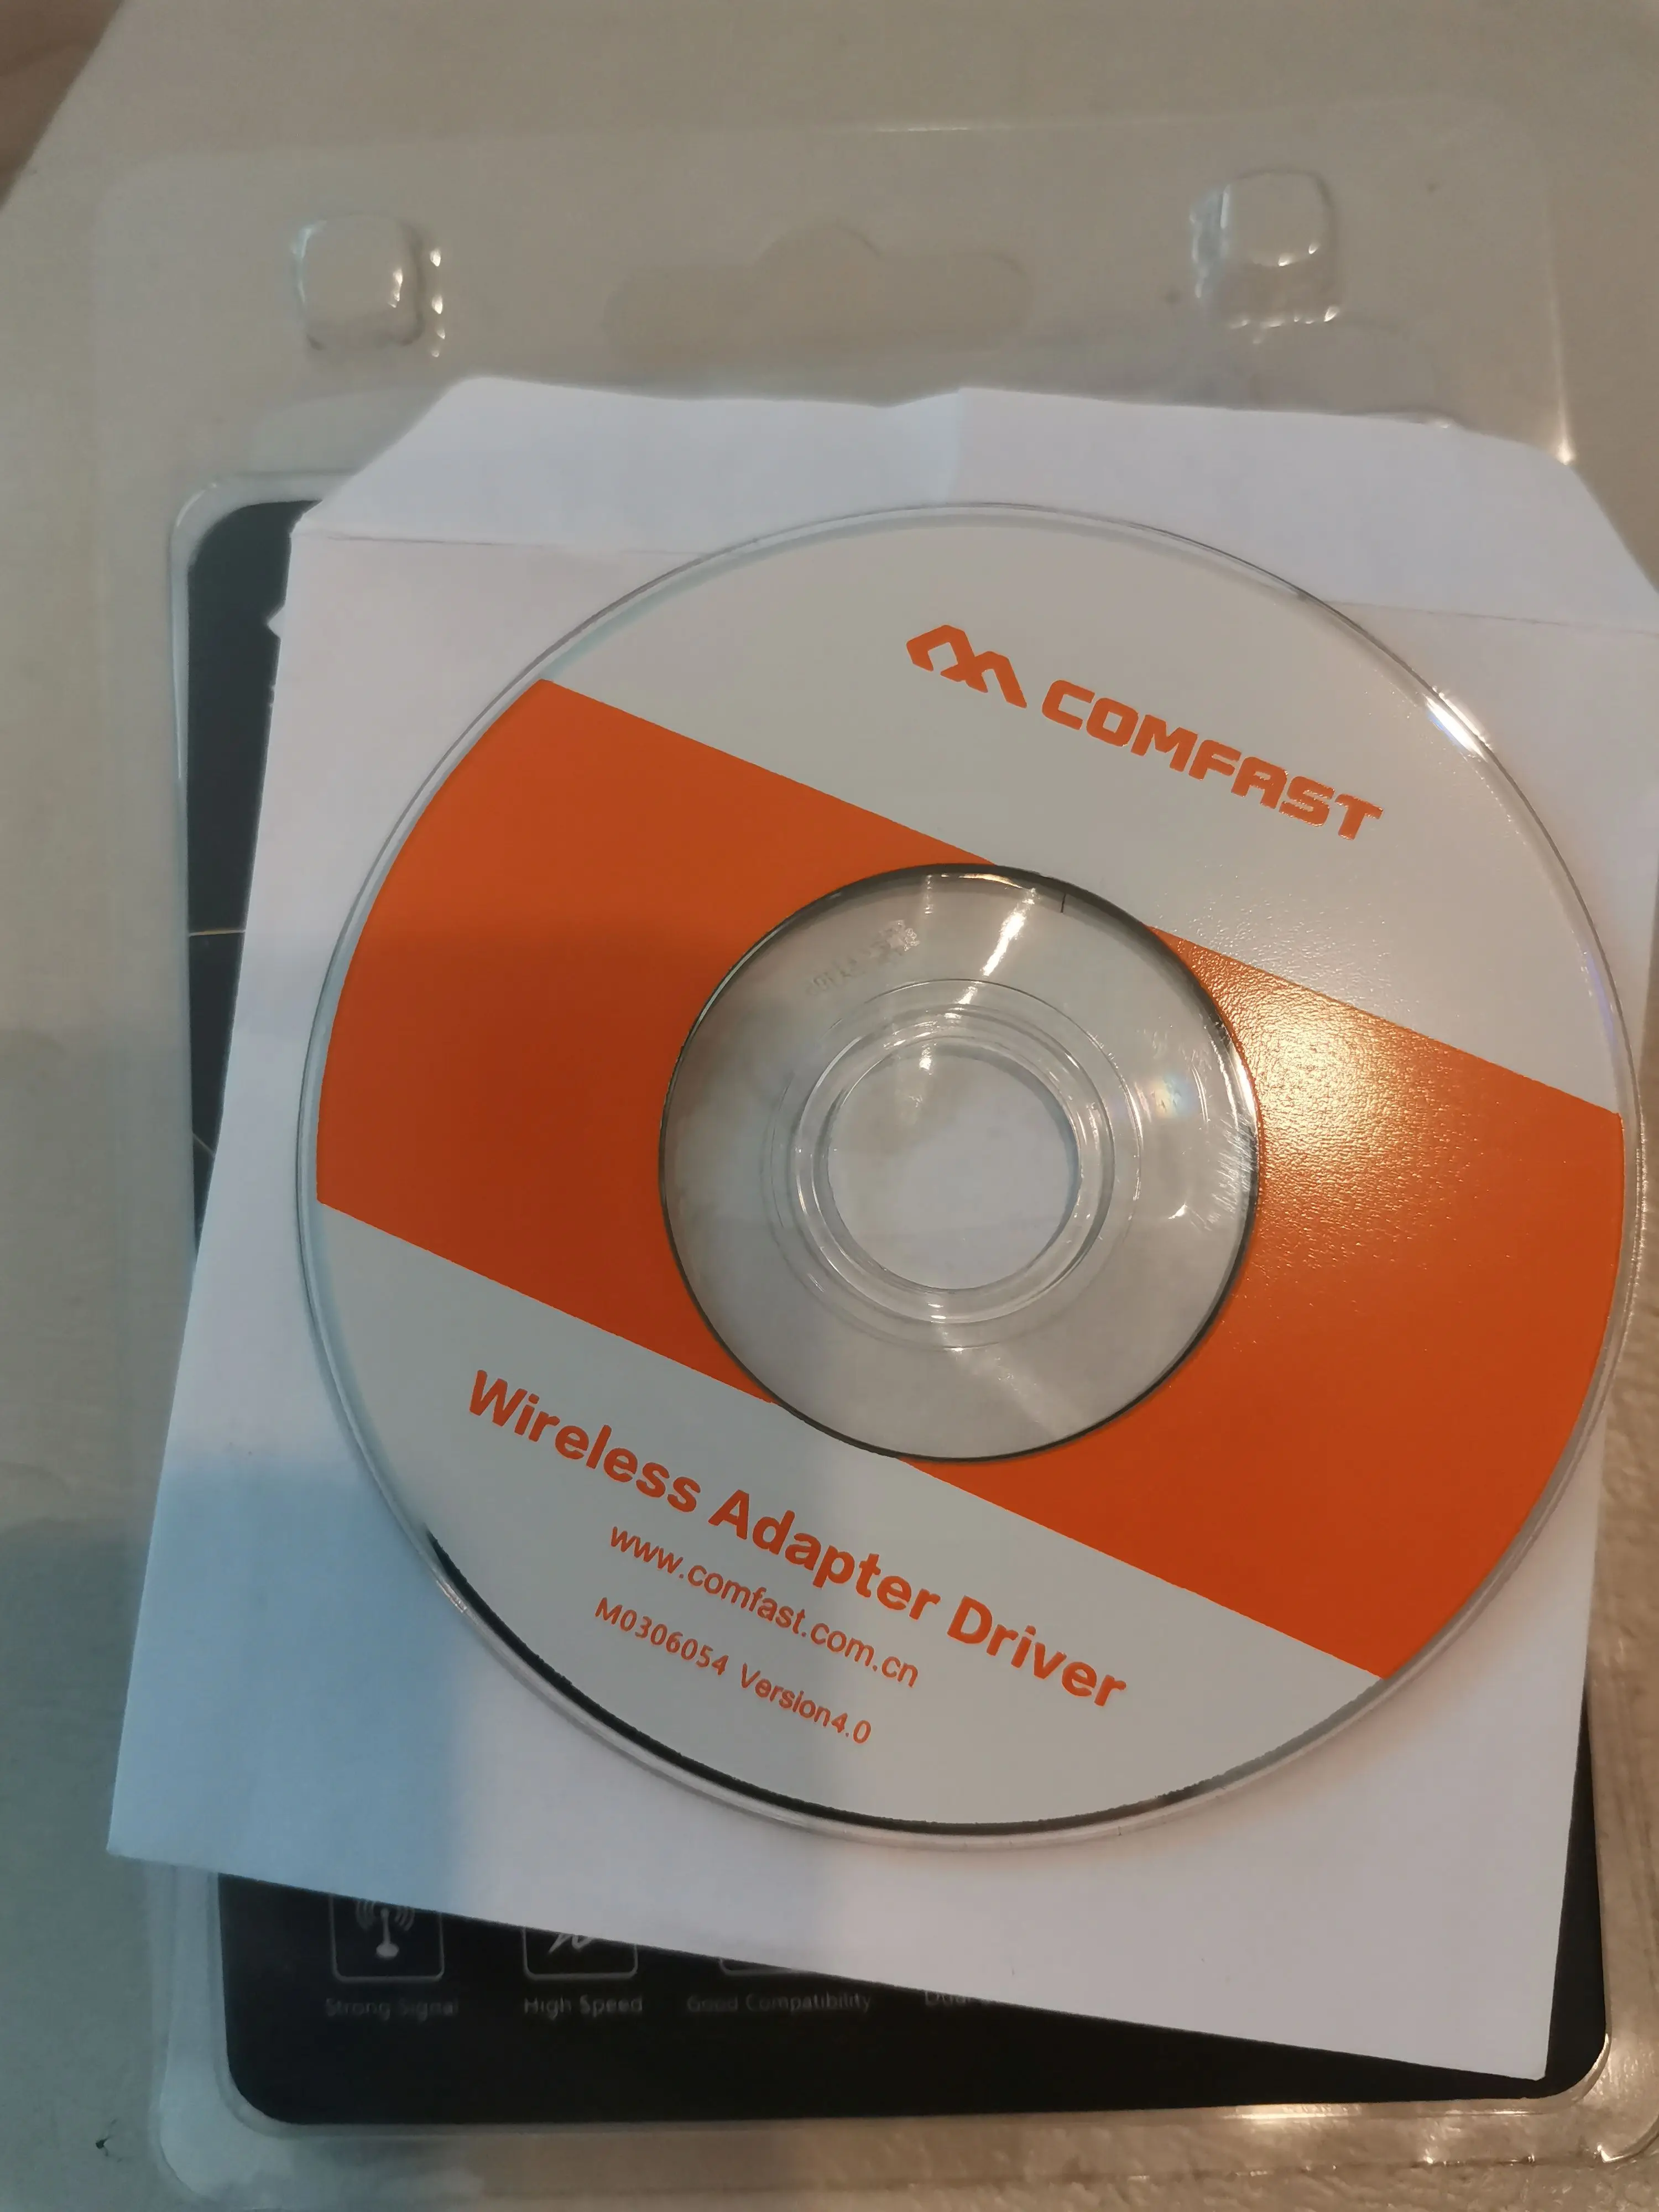 COMFAST
Wireless Adapter Driver
www.comfast.com.cn
M0306054 Version4.0
Strong Signal
High Speed
Good Compatibility